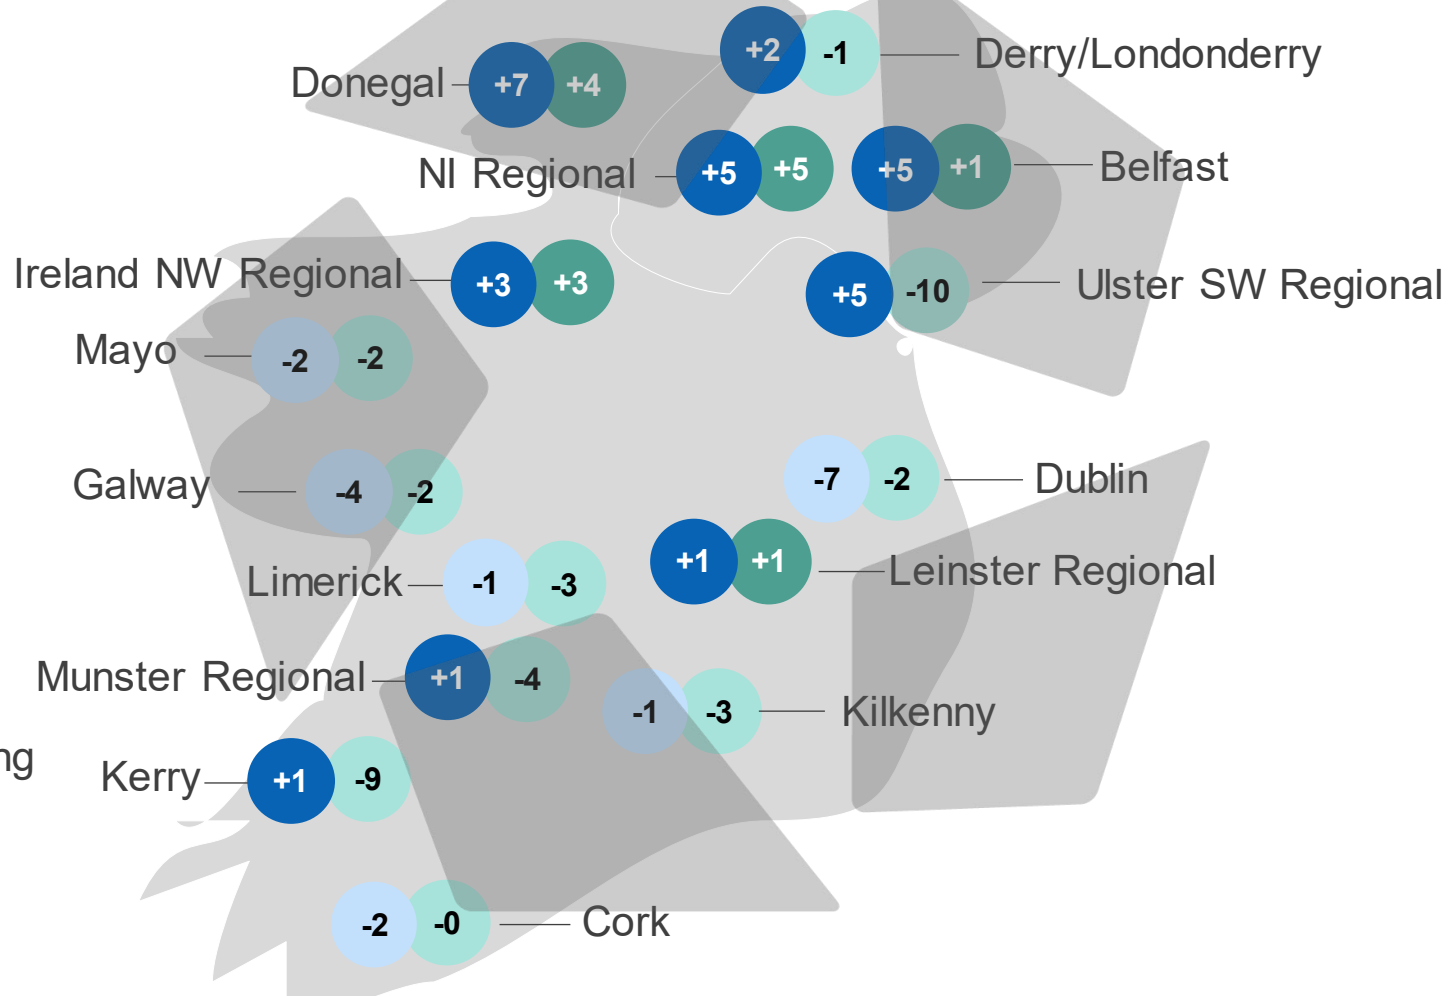 +2 -1 Derry/Londonderry
Donegal +7 +4
NI Regional +5 +5
+5 +1 Belfast
Ireland NW Regional +3 +3
+5 -10 Ulster SW Regional
Mayo -2 -2
Galway -4 -2
-7 -2 Dublin
Limerick -1 -3
+1 +1 Leinster Regional
Munster Regional +1 -4
-1 -3 Kilkenny
ng
Kerry +1 -9
-2 -0 Cork